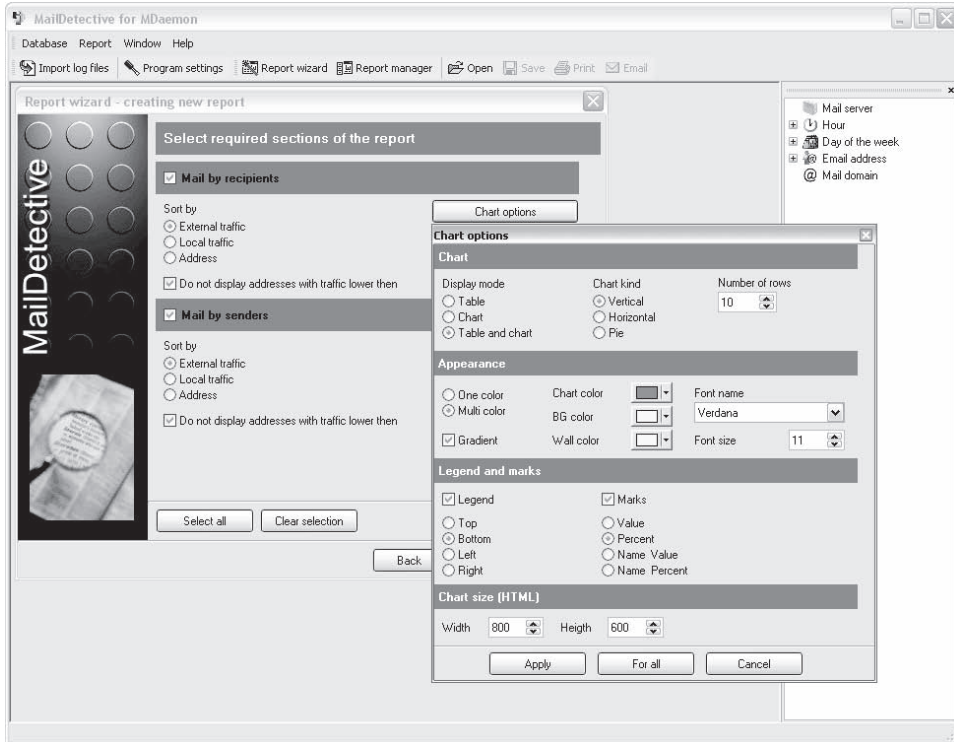 MailDetective for MDaemon
Database Report Window Help
Import log files Program settings Report wizard Report manager Open Save Print Email
Report wizard - creating new report
MailDetective
Select required sections of the report
Mail by recipients
Sort by
External traffic
Local traffic
Address
Do not display addresses with traffic lower then
Chart options
Mail by senders
Sort by
External traffic
Local traffic
Address
Do not display addresses with traffic lower then
Select all Clear selection
Back
Chart options
Chart
Display mode
Table
Chart
Table and chart
Chart kind
Vertical
Horizontal
Pie
Number of rows
10
Appearance
One color
Multi color
Gradient
Chart color
BG color
Wall color
Font name
Verdana
Font size 11
Legend and marks
Legend
Top
Bottom
Left
Right
Marks
Value
Percent
Name Value
Name Percent
Chart size (HTML)
Width 800 Heigth 600
Apply For all Cancel
Mail server
Hour
Day of the week
Email address
Mail domain